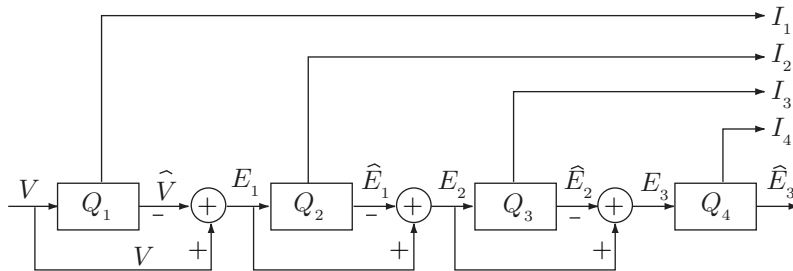 I₁
I₂
I₃
I₄
V Q₁ V̂ − + E₁ Q₂ Ê₁ − + E₂ Q₃ Ê₂ − + E₃ Q₄ Ê₃
V + + +